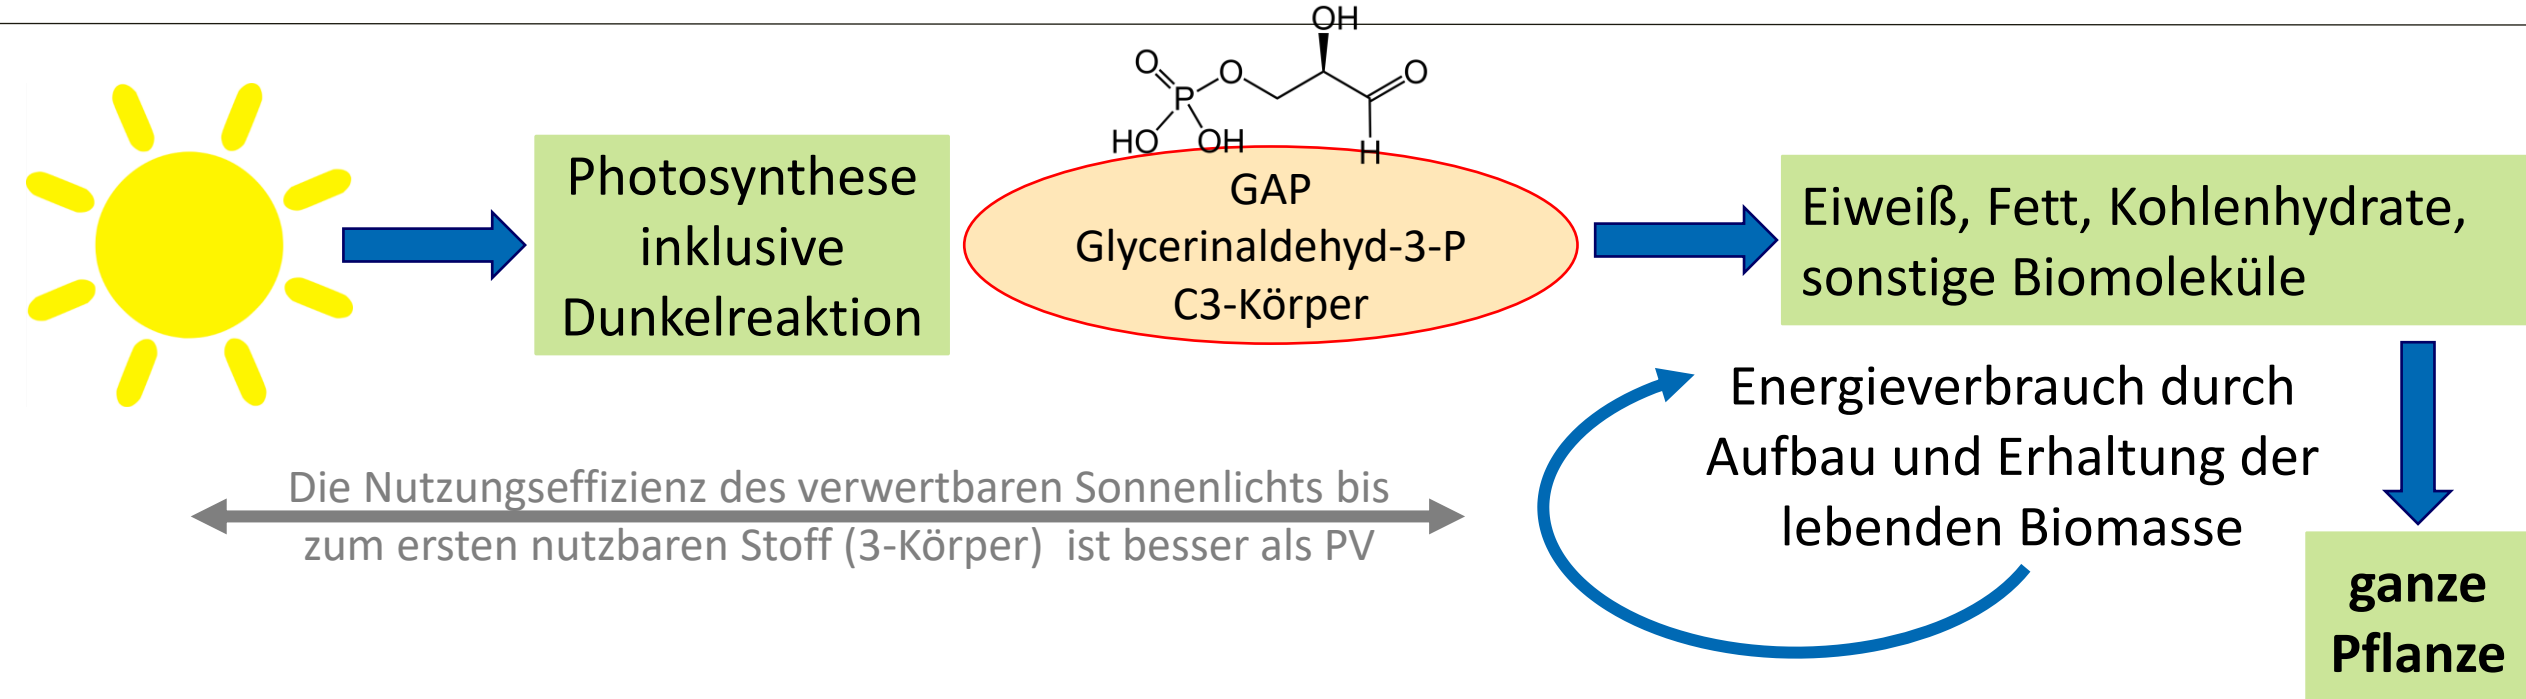 OH
O
O
O
P
HO
OH
H
Photosynthese
inklusive
Dunkelreaktion
GAP
Glycerinaldehyd-3-P
C3-Körper
Eiweiß, Fett, Kohlenhydrate,
sonstige Biomoleküle
Energieverbrauch durch
Aufbau und Erhaltung der
lebenden Biomasse
Die Nutzungseffizienz des verwertbaren Sonnenlichts bis
zum ersten nutzbaren Stoff (3-Körper)  ist besser als PV
ganze
Pflanze